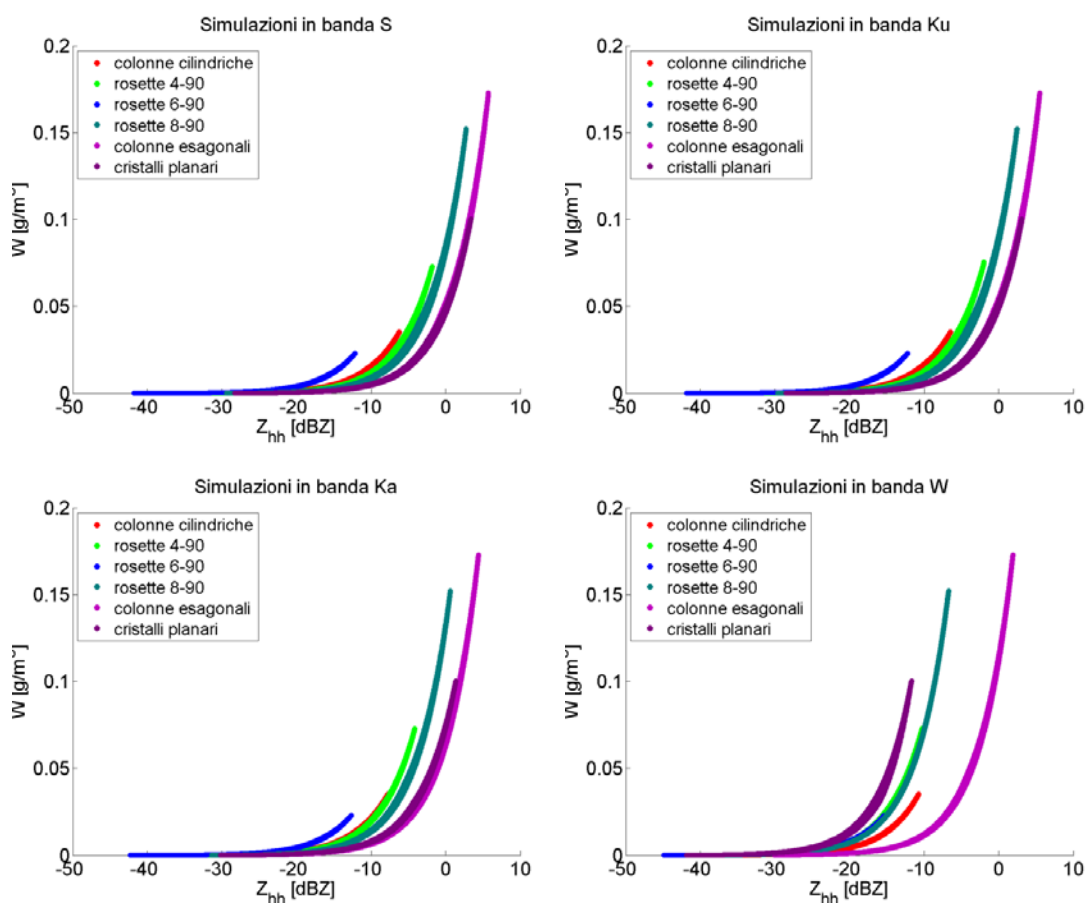 Simulazioni in banda S
0.2
0.15
0.1
0.05
0
W [g/m³]
colonne cilindriche
rosette 4-90
rosette 6-90
rosette 8-90
colonne esagonali
cristalli planari
-50 -40 -30 -20 -10 0 10
Z_hh [dBZ]
Simulazioni in banda Ku
0.2
0.15
0.1
0.05
0
W [g/m³]
colonne cilindriche
rosette 4-90
rosette 6-90
rosette 8-90
colonne esagonali
cristalli planari
-50 -40 -30 -20 -10 0 10
Z_hh [dBZ]
Simulazioni in banda Ka
0.2
0.15
0.1
0.05
0
W [g/m³]
colonne cilindriche
rosette 4-90
rosette 6-90
rosette 8-90
colonne esagonali
cristalli planari
-50 -40 -30 -20 -10 0 10
Z_hh [dBZ]
Simulazioni in banda W
0.2
0.15
0.1
0.05
0
W [g/m³]
colonne cilindriche
rosette 4-90
rosette 6-90
rosette 8-90
colonne esagonali
cristalli planari
-50 -40 -30 -20 -10 0 10
Z_hh [dBZ]